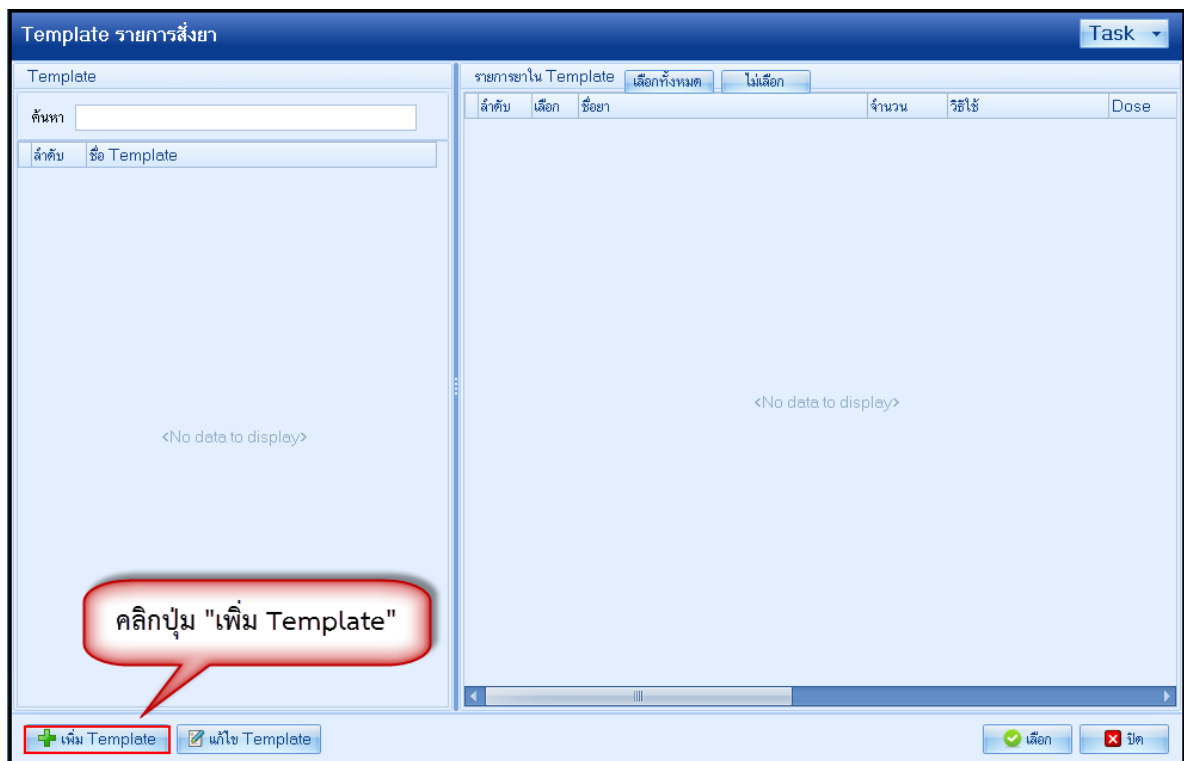 Template รายการสั่งยา
Task
Template
รายการยาใน Template เลือกทั้งหมด ไม่เลือก
ค้นหา
ลำดับ เลือก ชื่อยา จำนวน วิธีใช้ Dose
ลำดับ ชื่อ Template
<No data to display>
<No data to display>
คลิกปุ่ม "เพิ่ม Template"
เพิ่ม Template แก้ไข Template เลือก ปิด